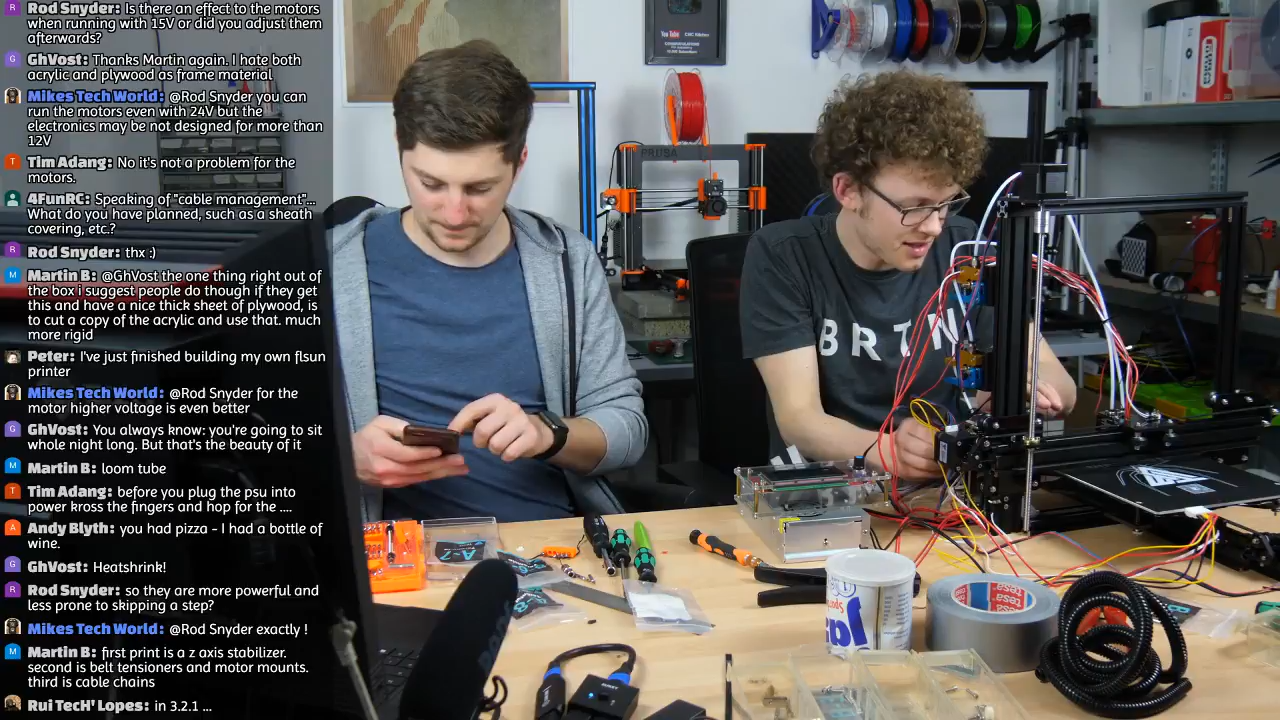 Rod Snyder: Is there an effect to the motors
when running with 15V or did you adjust them
afterwards?
GhVost: Thanks! Yan in again I hate both
acrylic and plywood as frame material
Mikes Tech World: @Rod Snyder you can
run the motors even with 24V but the
electronics may be not designed for more than
12V
Tim Adang: No it's not a problem for the
motors.
4FunRC: Speaking of "cable management"...
What do you have planned, such as a sheath
covering, etc.?
Rod Snyder: thx :)
Martin B: @GhVost the one thing right out of
the box i suggest people do though if they get
this and have a nice thick sheet of plywood, is
to cut a copy of the acrylic and use that. much
more rigid
Peter: I've just finished building my own flsun
printer
Mikes Tech World: @Rod Snyder for the
motor higher voltage is even better
GhVost: You always know: you're going to sit
whole night long. But that's the beauty of it
Martin B: loom tube
Tim Adang: before you plug the psu into
power kross the fingers and hop for the ....
Andy Blyth: you had pizza - I had a bottle of
wine.
GhVost: Heatshrink!
Rod Snyder: so they are more powerful and
less prone to skipping a step?
Mikes Tech World: @Rod Snyder exactly !
Martin B: first print is a z axis stabilizer.
second is belt tensioners and motor mounts.
third is cable chains
Rui TecH' Lopes: in 3.2.1 ...
YouTube CNC Kitchen
PRUSA
BRTN
tesa